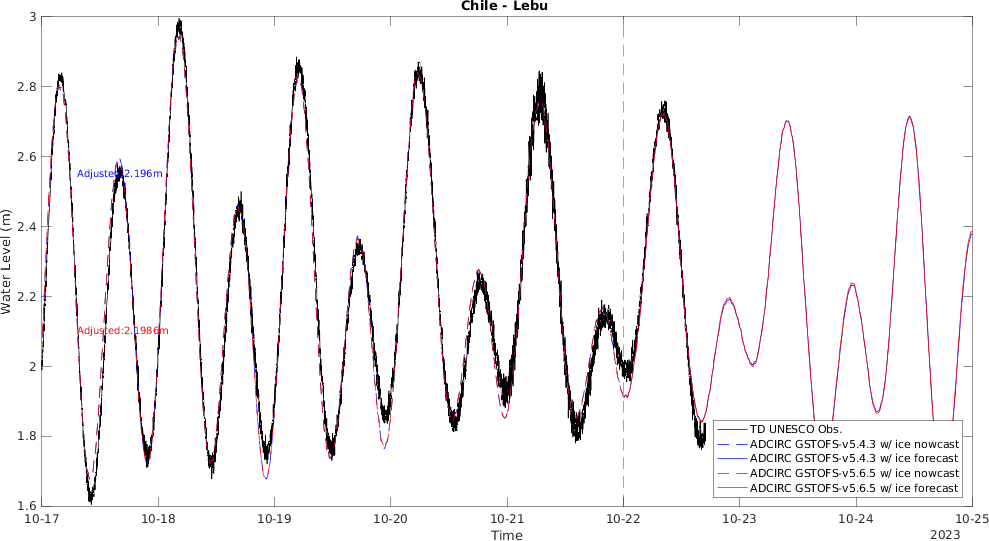 Chile - Lebu
3
2.8
2.6
2.4
2.2
2
1.8
1.6
Water Level (m)
Adjusted:2.196m
Adjusted:2.1986m
TD UNESCO Obs.
ADCIRC GSTOFS-v5.4.3 w/ ice nowcast
ADCIRC GSTOFS-v5.4.3 w/ ice forecast
ADCIRC GSTOFS-v5.6.5 w/ ice nowcast
ADCIRC GSTOFS-v5.6.5 w/ ice forecast
10-17 10-18 10-19 10-20 10-21 10-22 10-23 10-24 10-25
Time
2023